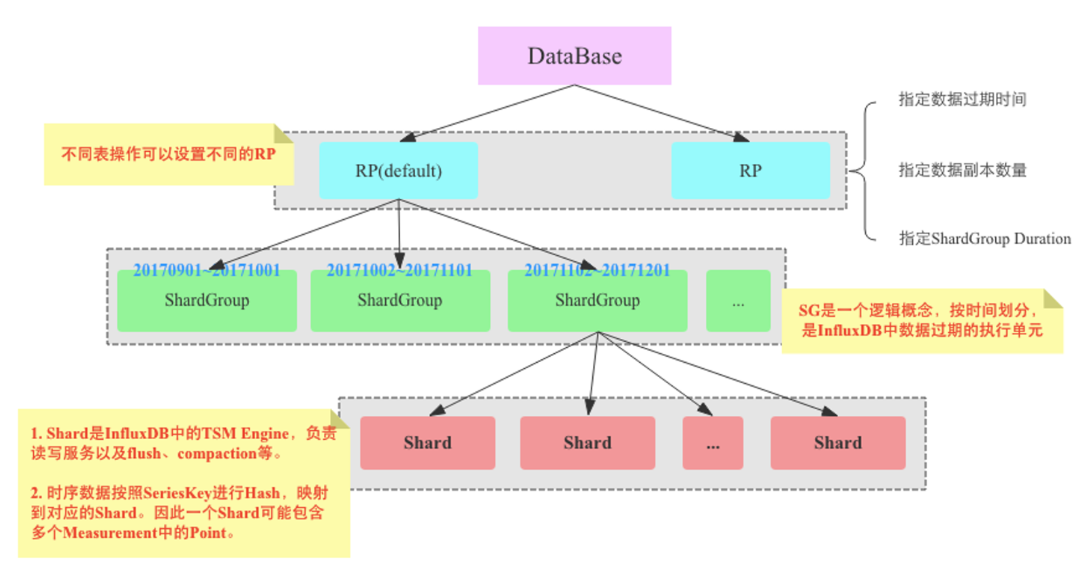 DataBase
指定数据过期时间
不同表操作可以设置不同的RP
RP(default)
RP
指定数据副本数量
指定ShardGroup Duration
20170901~20171001
20171002~20171101
20171102~20171201
ShardGroup
ShardGroup
ShardGroup
...
SG是一个逻辑概念，按时间划分，
是InfluxDB中数据过期的执行单元
1. Shard是InfluxDB中的TSM Engine，负责
读写服务以及flush、compaction等。
2. 时序数据按照SeriesKey进行Hash，映射
到对应的Shard。因此一个Shard可能包含
多个Measurement中的Point。
Shard
Shard
...
Shard